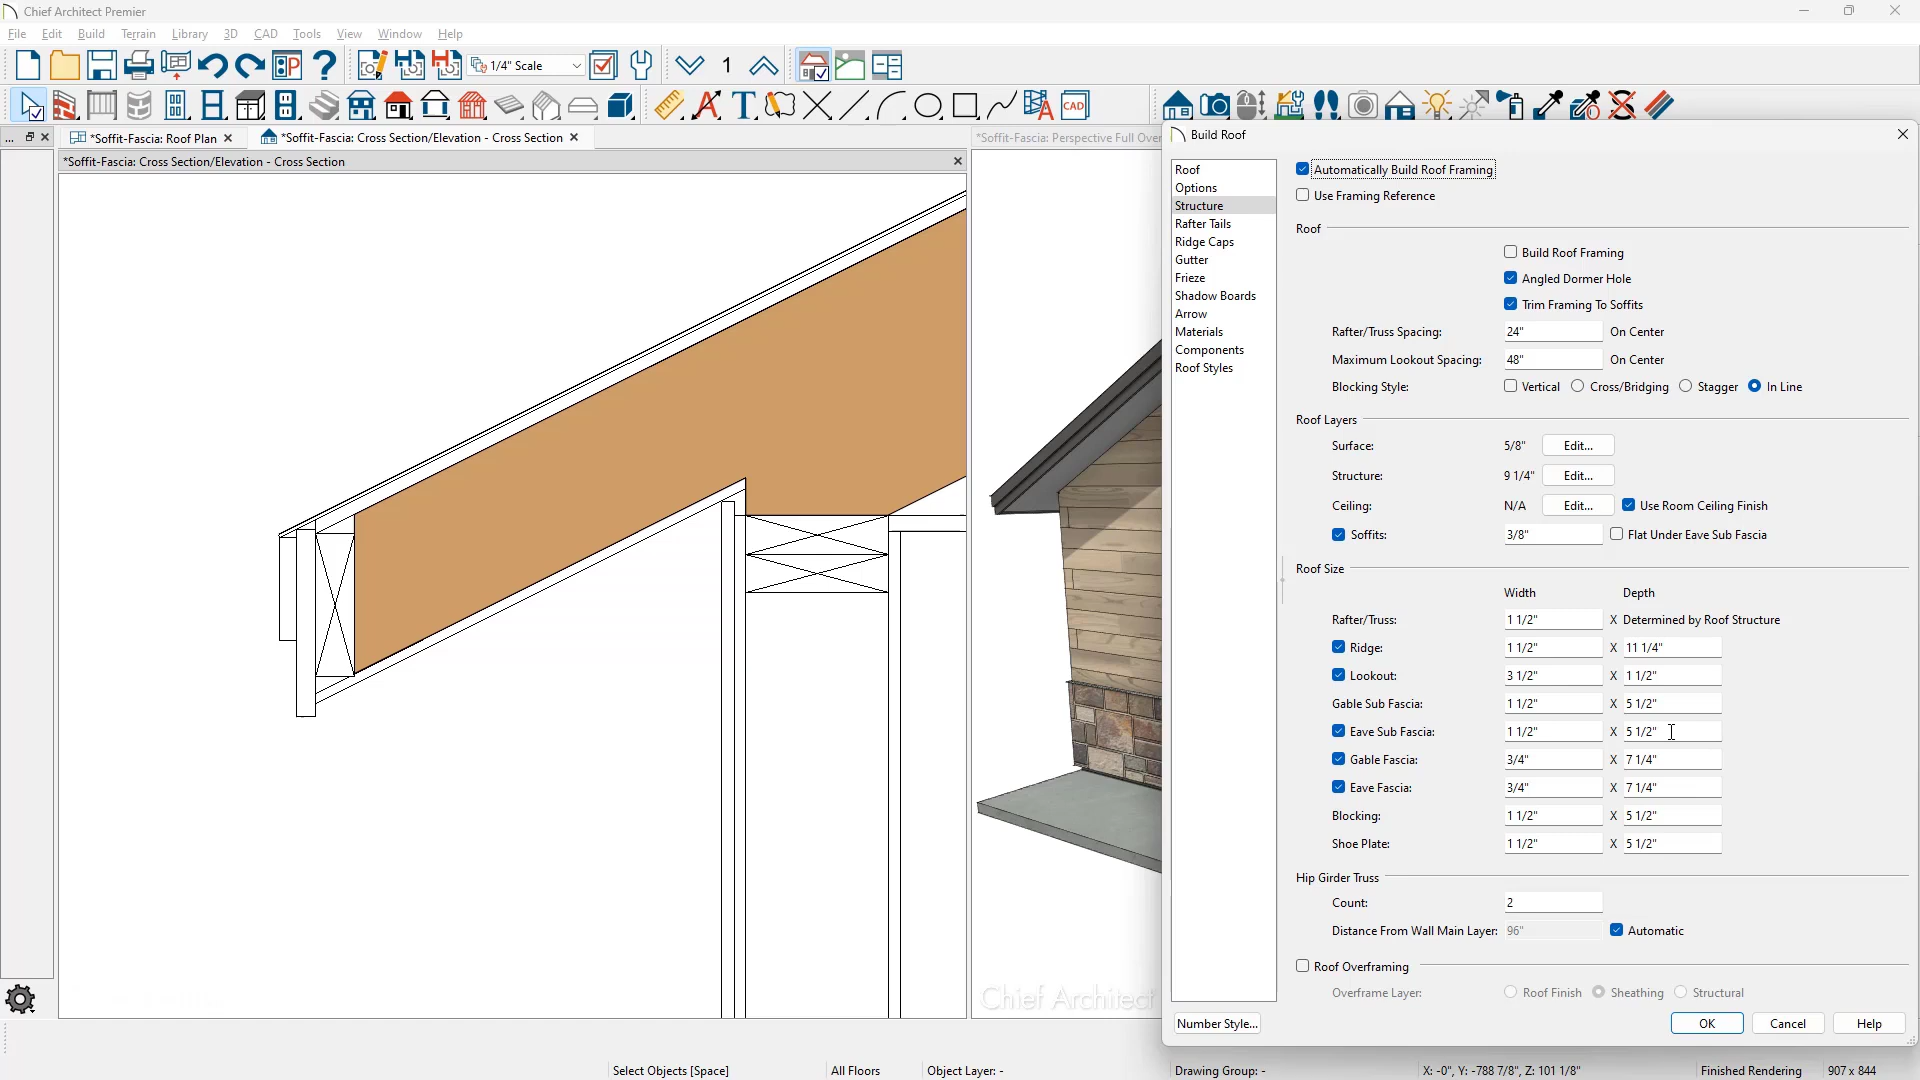 Chief Architect Premier
File Edit Build Terrain Library 3D CAD Tools View Window Help
1/4" Scale 1
CAD
... *Soffit-Fascia: Roof Plan *Soffit-Fascia: Cross Section/Elevation - Cross Section *Soffit-Fascia: Perspective Full Over
*Soffit-Fascia: Cross Section/Elevation - Cross Section
Build Roof
Roof
Options
Structure
Rafter Tails
Ridge Caps
Gutter
Frieze
Shadow Boards
Arrow
Materials
Components
Roof Styles
Automatically Build Roof Framing
Use Framing Reference
Roof
Build Roof Framing
Angled Dormer Hole
Trim Framing To Soffits
Rafter/Truss Spacing: 24" On Center
Maximum Lookout Spacing: 48" On Center
Blocking Style: Vertical Cross/Bridging Stagger In Line
Roof Layers
Surface: 5/8" Edit...
Structure: 9 1/4" Edit...
Ceiling: N/A Edit... Use Room Ceiling Finish
Soffits: 3/8" Flat Under Eave Sub Fascia
Roof Size
Width Depth
Rafter/Truss: 1 1/2" X Determined by Roof Structure
Ridge: 1 1/2" X 11 1/4"
Lookout: 3 1/2" X 1 1/2"
Gable Sub Fascia: 1 1/2" X 5 1/2"
Eave Sub Fascia: 1 1/2" X 5 1/2"
Gable Fascia: 3/4" X 7 1/4"
Eave Fascia: 3/4" X 7 1/4"
Blocking: 1 1/2" X 5 1/2"
Shoe Plate: 1 1/2" X 5 1/2"
Hip Girder Truss
Count: 2
Distance From Wall Main Layer: 96" Automatic
Roof Overframing
Overframe Layer: Roof Finish Sheathing Structural
Number Style... OK Cancel Help
Chief Architect
Select Objects [Space] All Floors Object Layer: - Drawing Group: - X: -0", Y: -788 7/8", Z: 101 1/8" Finished Rendering 907 x 844